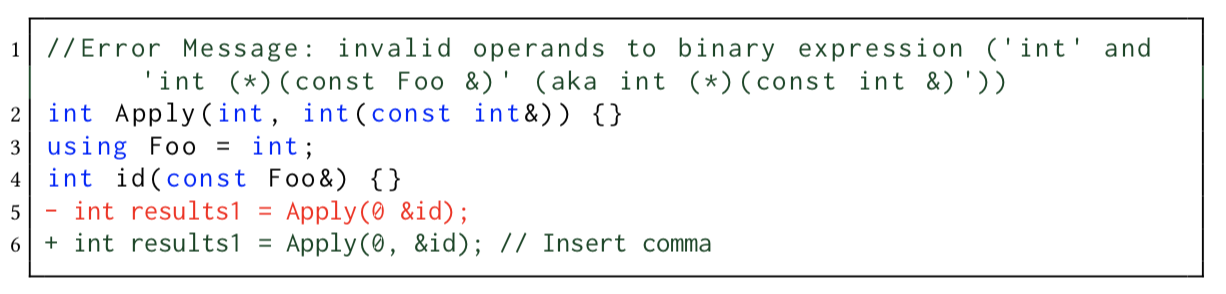 1 //Error Message: invalid operands to binary expression ('int' and
'int (*)(const Foo &)' (aka int (*)(const int &)'))
2 int Apply(int, int(const int&)) {}
3 using Foo = int;
4 int id(const Foo&) {}
5 - int results1 = Apply(0 &id);
6 + int results1 = Apply(0, &id); // Insert comma